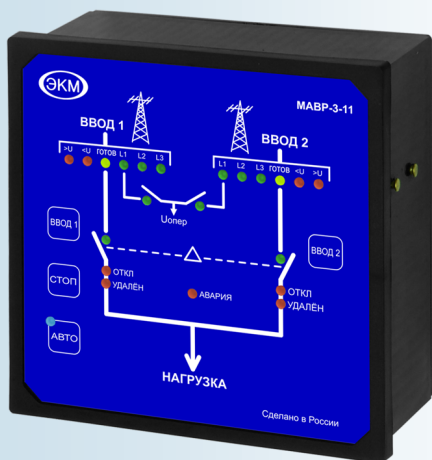 ЭКМ
МАВР-3-11
ВВОД 1
ВВОД 2
>U <U ГОТОВ L1 L2 L3
L1 L2 L3 ГОТОВ <U >U
Uопер
ВВОД 1
ВВОД 2
СТОП
ОТКЛ
УДАЛЁН
АВАРИЯ
ОТКЛ
УДАЛЁН
АВТО
НАГРУЗКА
Сделано в России